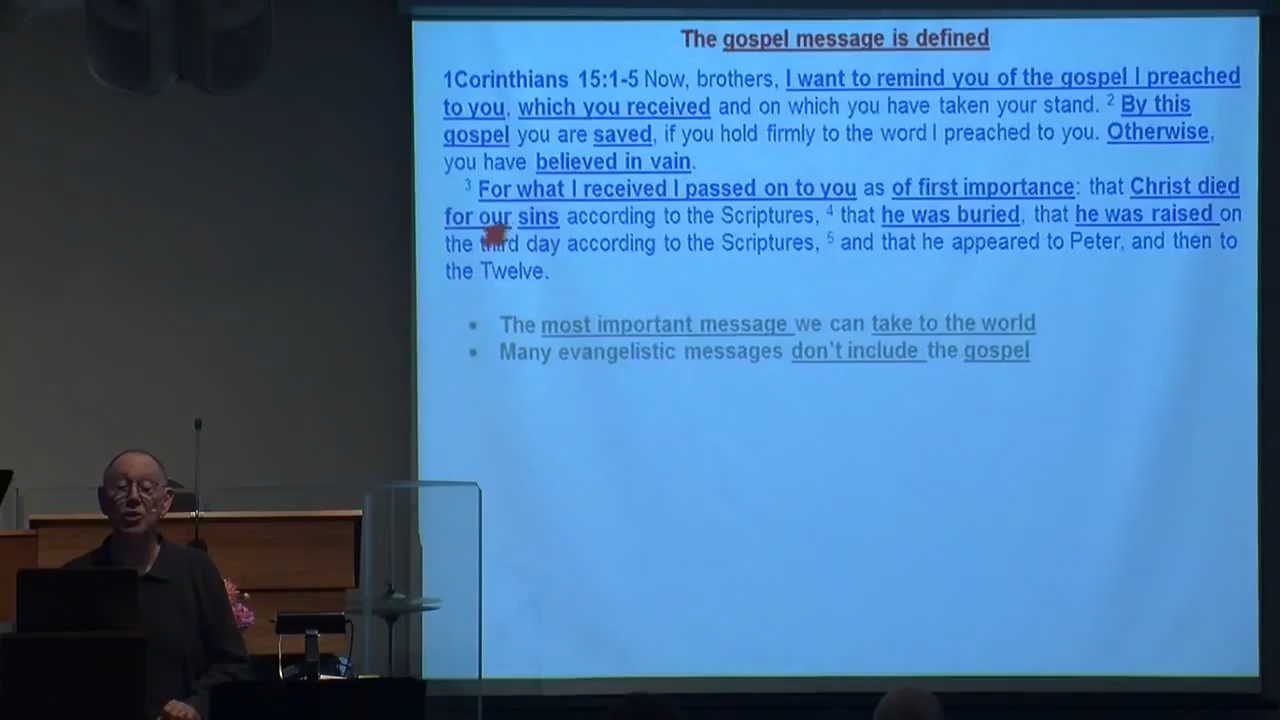 The gospel message is defined
1Corinthians 15:1-5 Now, brothers, I want to remind you of the gospel I preached
to you, which you received and on which you have taken your stand. 2 By this
gospel you are saved, if you hold firmly to the word I preached to you. Otherwise,
you have believed in vain.
3 For what I received I passed on to you as of first importance: that Christ died
for our sins according to the Scriptures, 4 that he was buried, that he was raised on
the third day according to the Scriptures, 5 and that he appeared to Peter, and then to
the Twelve.
• The most important message we can take to the world
• Many evangelistic messages don't include the gospel